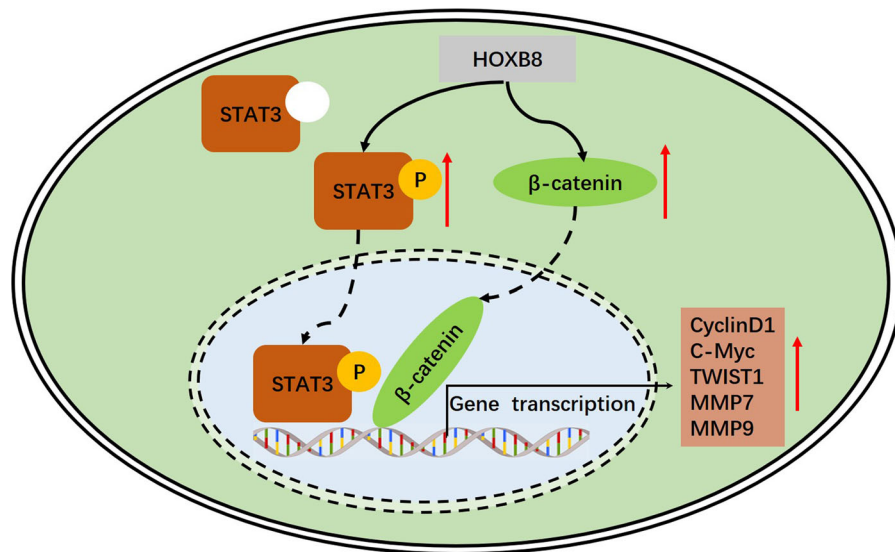 HOXB8
STAT3
STAT3
P
β-catenin
STAT3
P
β-catenin
Gene transcription
CyclinD1
C-Myc
TWIST1
MMP7
MMP9